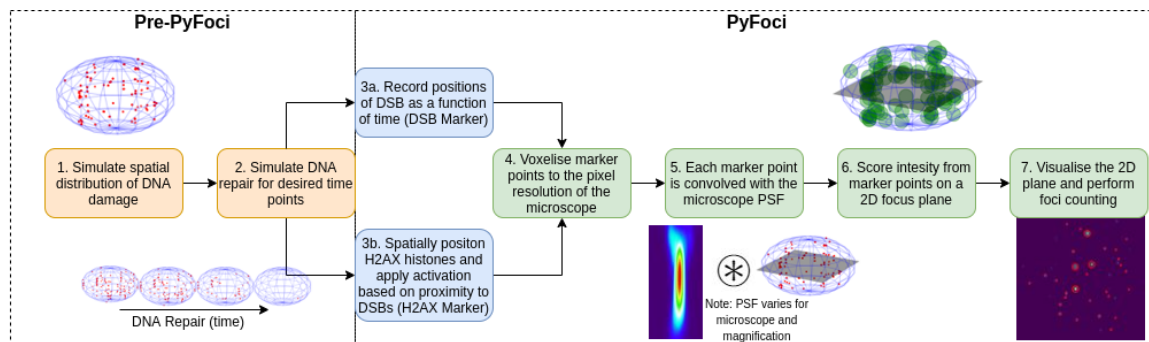 Pre-PyFoci
PyFoci
1. Simulate spatial
distribution of DNA
damage
2. Simulate DNA
repair for desired time
points
3a. Record positions
of DSB as a function
of time (DSB Marker)
3b. Spatially positon
H2AX histones and
apply activation
based on proximity to
DSBs (H2AX Marker)
4. Voxelise marker
points to the pixel
resolution of the
microscope
5. Each marker point
is convolved with the
microscope PSF
6. Score intesity from
marker points on a
2D focus plane
7. Visualise the 2D
plane and perform
foci counting
DNA Repair (time)
Note: PSF varies for
microscope and
magnification